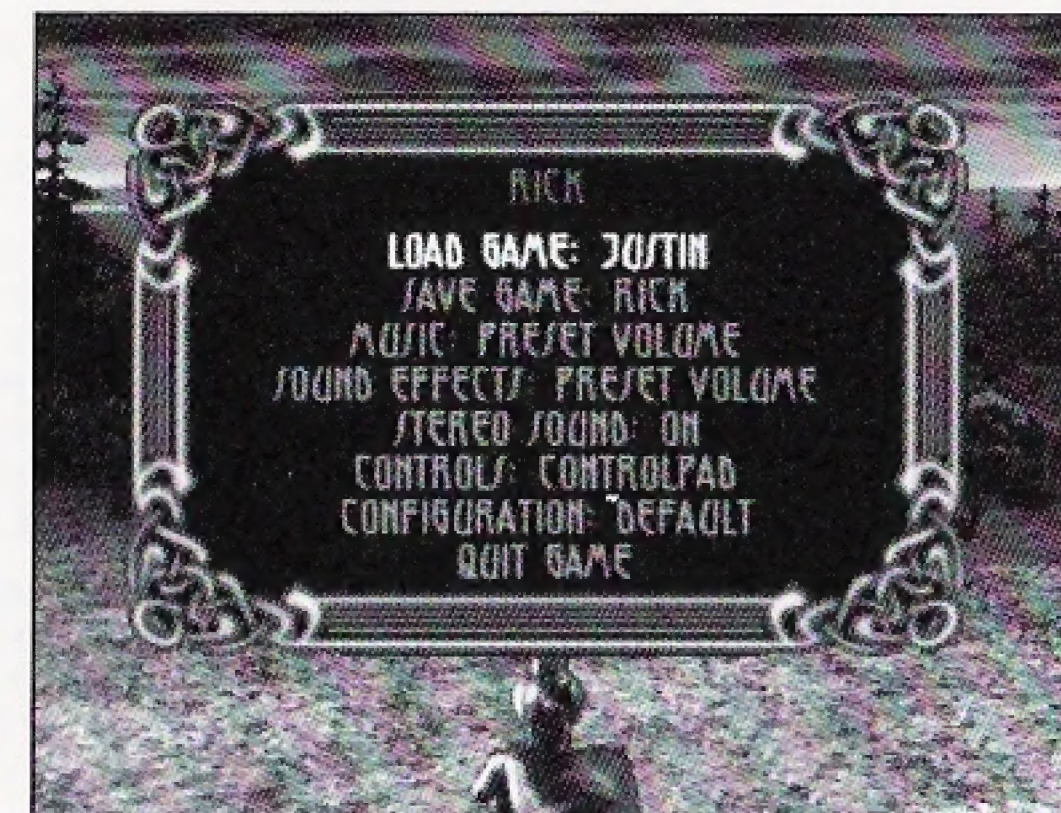 RICK
LOAD GAME: JUSTIN
SAVE GAME: RICK
MUSIC: PRESET VOLUME
SOUND EFFECTS: PRESET VOLUME
STEREO SOUND: ON
CONTROLS: CONTROLPAD
CONFIGURATION: DEFAULT
QUIT GAME